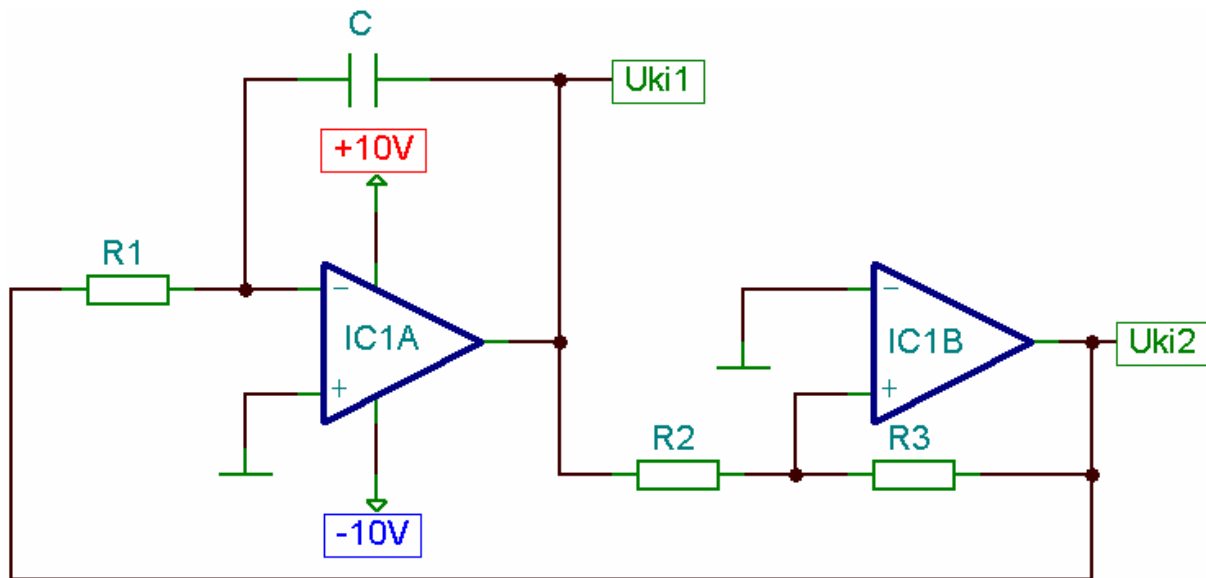 C
Uki1
+10V
R1
−
IC1A
+
−
IC1B
+
Uki2
R2
R3
-10V